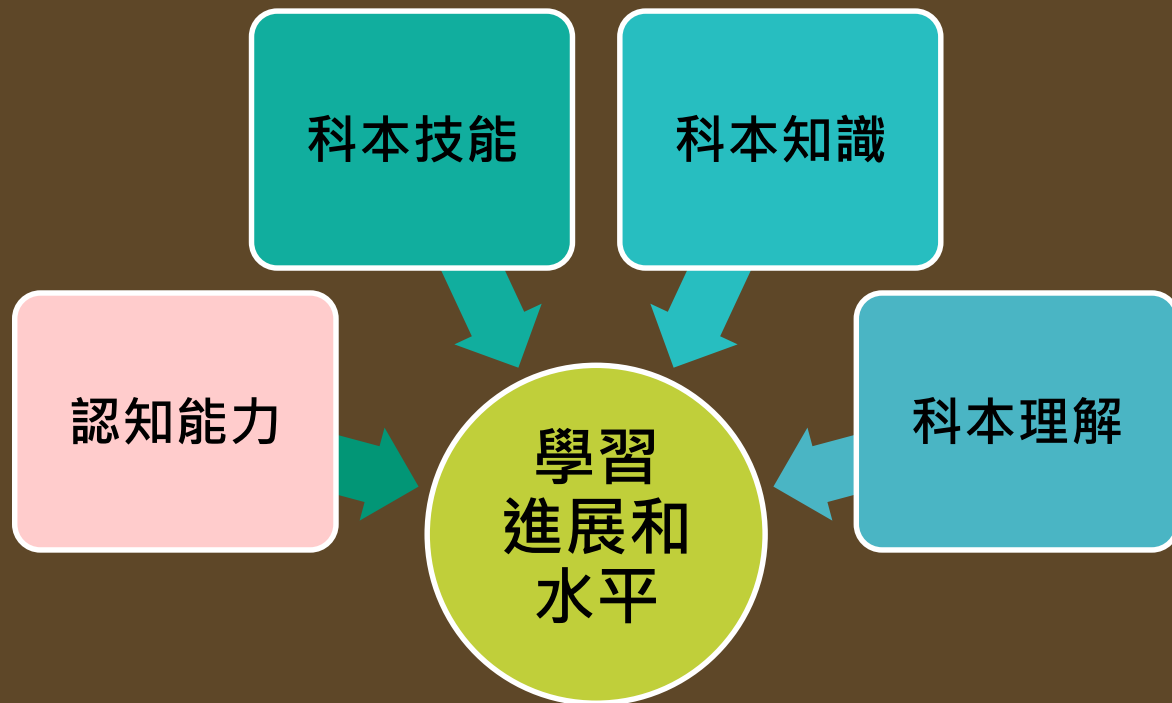 科本技能
科本知識
認知能力
科本理解
學習
進展和
水平